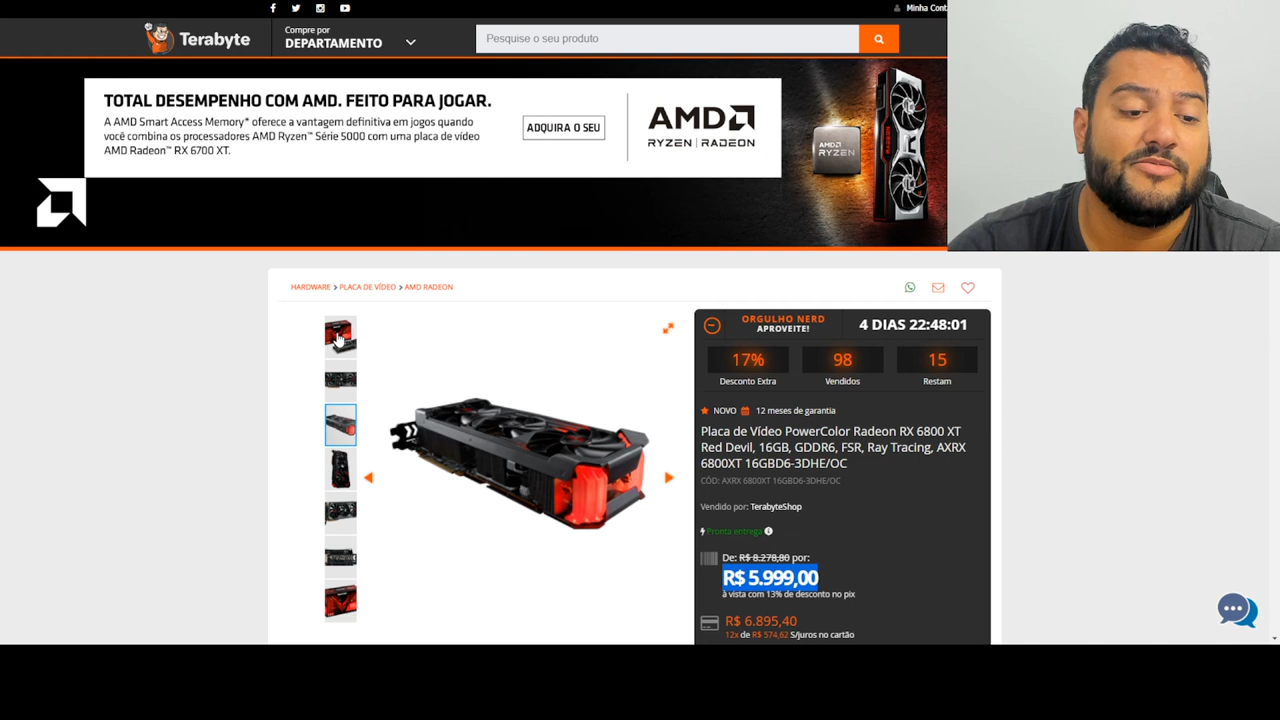 Minha Cont
Terabyte
Compre por
DEPARTAMENTO
Pesquise o seu produto
TOTAL DESEMPENHO COM AMD. FEITO PARA JOGAR.
A AMD Smart Access Memory* oferece a vantagem definitiva em jogos quando
você combina os processadores AMD Ryzen™ Série 5000 com uma placa de vídeo
AMD Radeon™ RX 6700 XT.
ADQUIRA O SEU
AMD
RYZEN | RADEON
AMD
RYZEN
HARDWARE > PLACA DE VÍDEO > AMD RADEON
ORGULHO NERD
APROVEITE!
4 DIAS 22:48:01
17%
Desconto Extra
98
Vendidos
15
Restam
NOVO
12 meses de garantia
Placa de Vídeo PowerColor Radeon RX 6800 XT
Red Devil, 16GB, GDDR6, FSR, Ray Tracing, AXRX
6800XT 16GBD6-3DHE/OC
CÓD: AXRX 6800XT 16GBD6-3DHE/OC
Vendido por: TerabyteShop
Pronta entrega
De: R$ 8.278,80 por:
R$ 5.999,00
à vista com 13% de desconto no pix
R$ 6.895,40
12x de R$ 574,62 S/juros no cartão